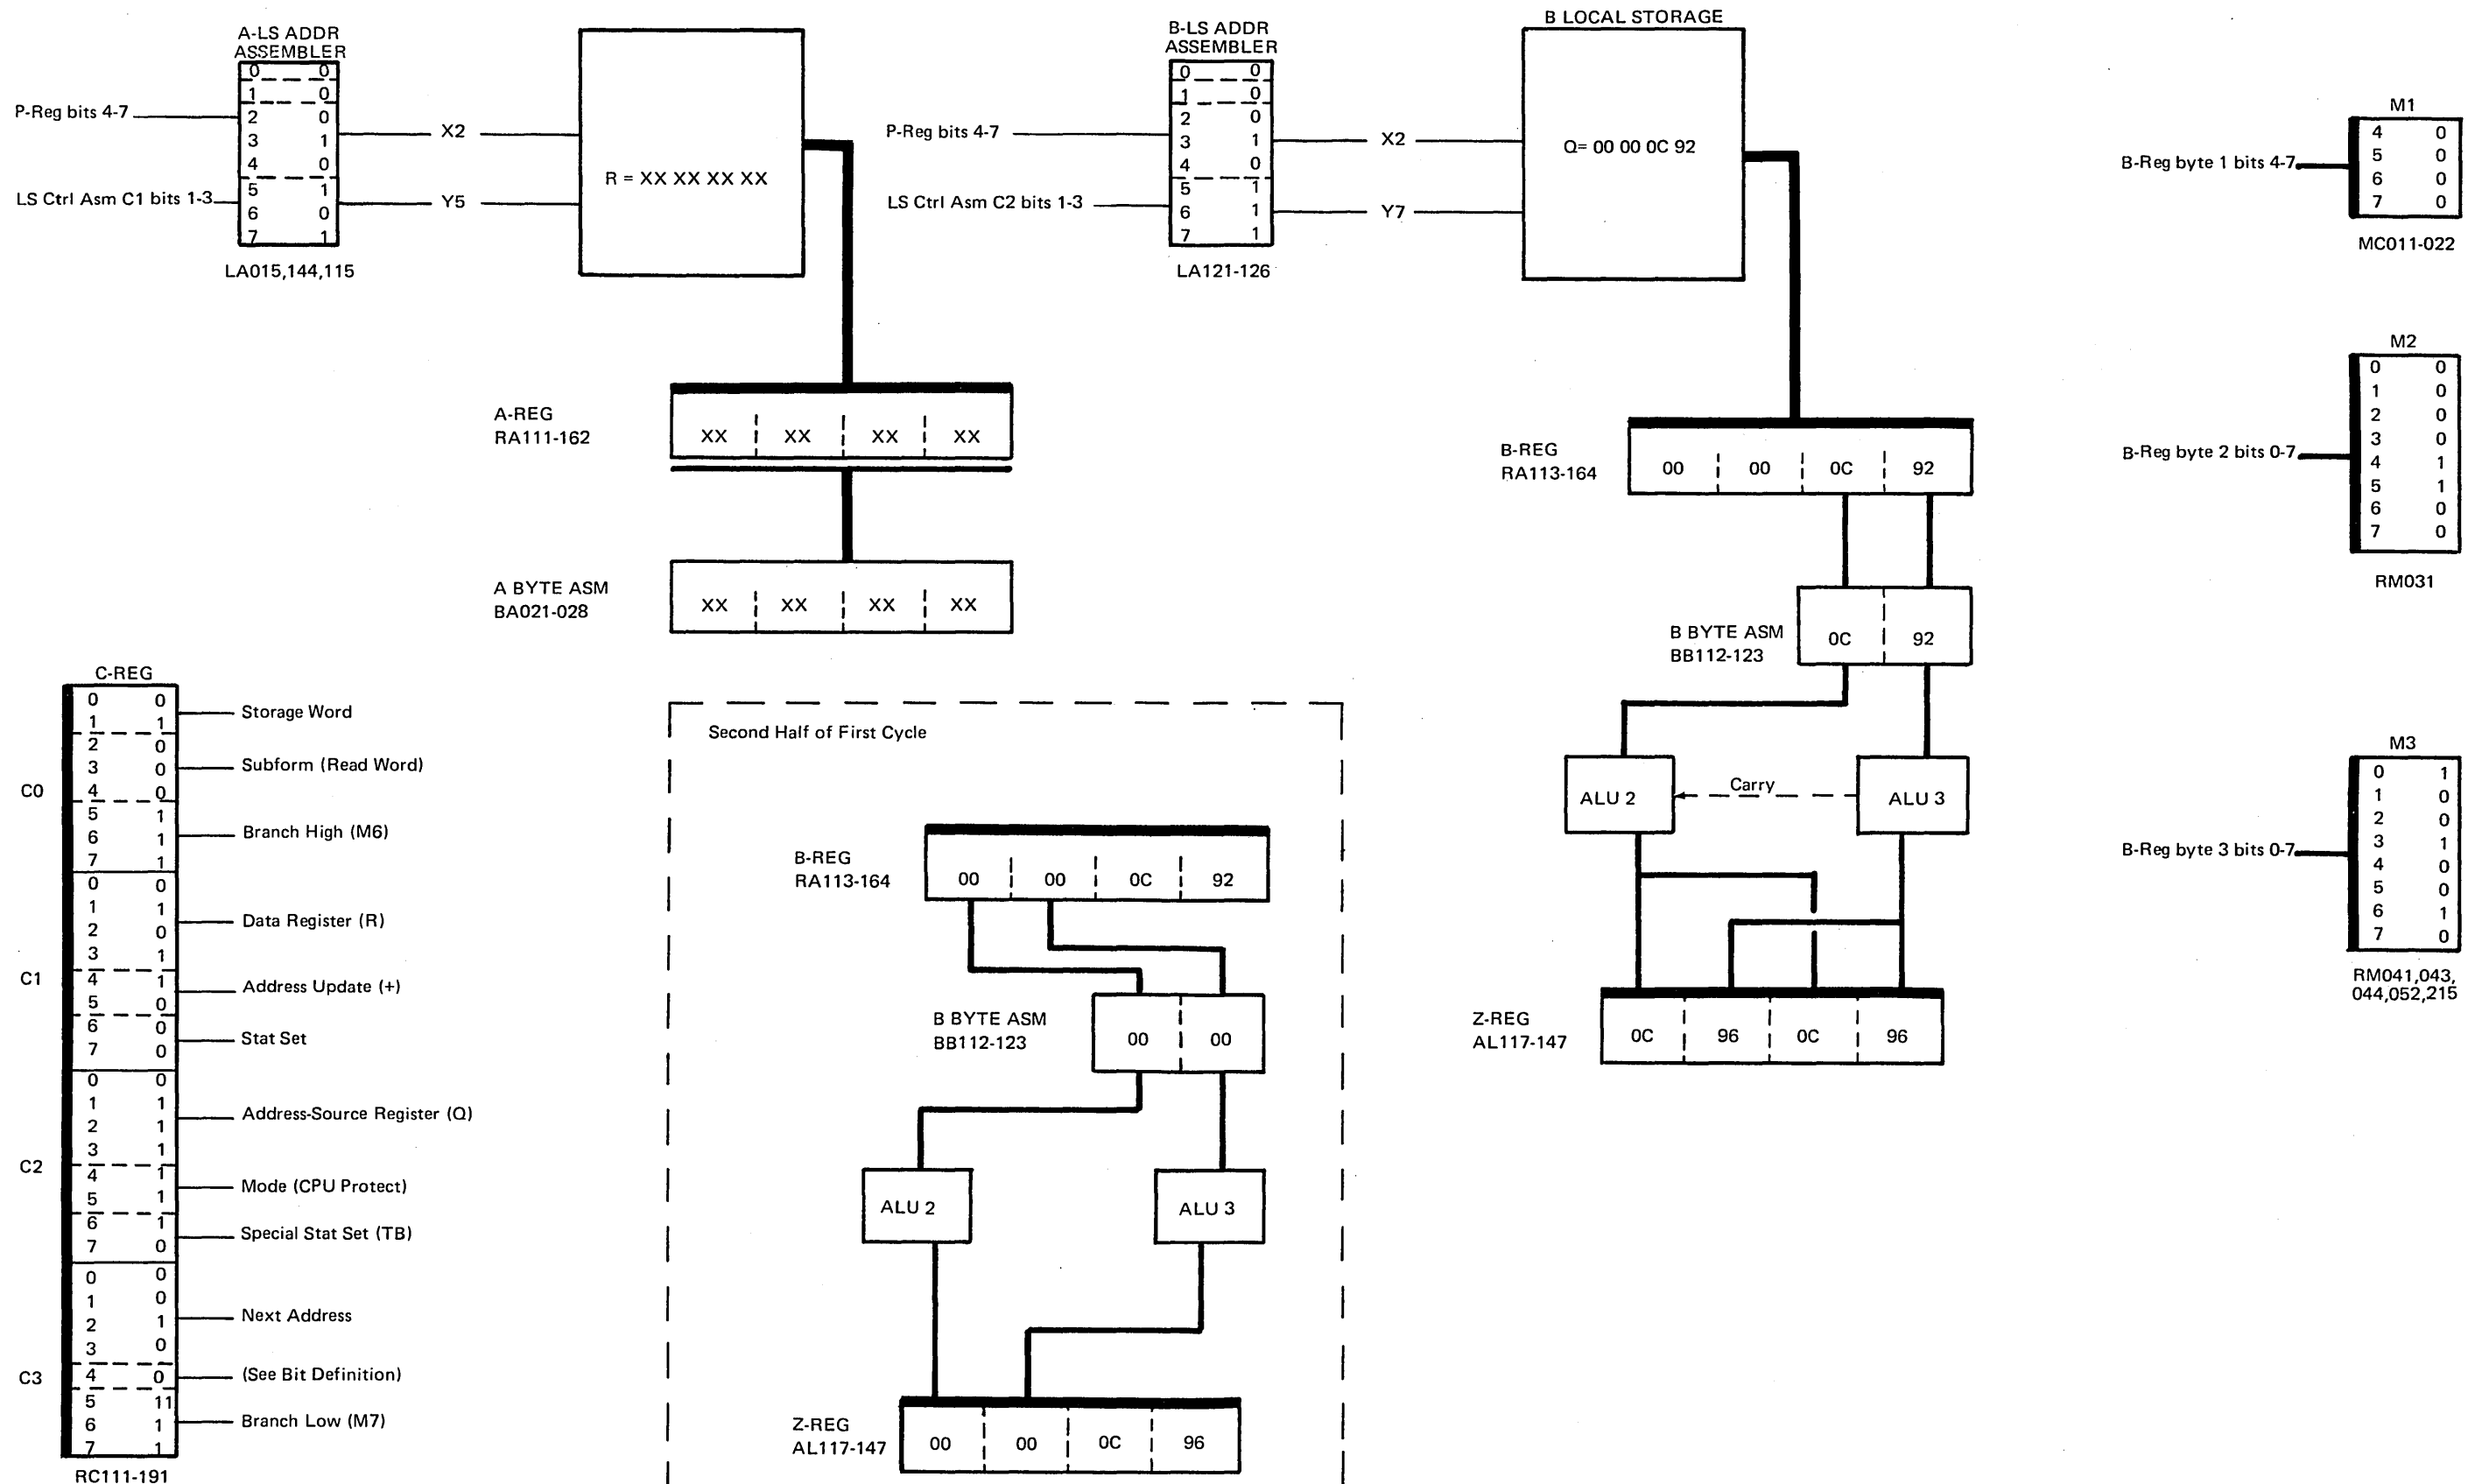 A-LS ADDR
ASSEMBLER
0 0
1 0
2 0
3 1
4 0
5 1
6 0
7 1
P-Reg bits 4-7
LS Ctrl Asm C1 bits 1-3
LA015,144,115
X2
Y5
R = XX XX XX XX
A-REG
RA111-162
XX XX XX XX
A BYTE ASM
BA021-028
XX XX XX XX
B-LS ADDR
ASSEMBLER
0 0
1 0
2 0
3 1
4 0
5 1
6 1
7 1
P-Reg bits 4-7
LS Ctrl Asm C2 bits 1-3
LA121-126
X2
Y7
B LOCAL STORAGE
Q= 00 00 0C 92
B-REG
RA113-164
00 00 0C 92
B BYTE ASM
BB112-123
0C 92
ALU 2
Carry
ALU 3
Z-REG
AL117-147
0C 96 0C 96
M1
4 0
5 0
6 0
7 0
B-Reg byte 1 bits 4-7
MC011-022
M2
0 0
1 0
2 0
3 0
4 1
5 1
6 0
7 0
B-Reg byte 2 bits 0-7
RM031
M3
0 1
1 0
2 0
3 1
4 0
5 0
6 1
7 0
B-Reg byte 3 bits 0-7
RM041,043,
044,052,215
C-REG
C0
0 0
1 1
Storage Word
2 0
3 0
4 0
Subform (Read Word)
5 1
6 1
7 1
Branch High (M6)
C1
0 0
1 1
2 0
3 1
Data Register (R)
4 1
5 0
Address Update (+)
6 0
7 0
Stat Set
C2
0 0
1 1
2 1
3 1
Address-Source Register (Q)
4 1
5 1
Mode (CPU Protect)
6 1
7 0
Special Stat Set (TB)
C3
0 0
1 0
2 1
3 0
Next Address
4 0
(See Bit Definition)
5 11
6 1
7 1
Branch Low (M7)
RC111-191
Second Half of First Cycle
B-REG
RA113-164
00 00 0C 92
B BYTE ASM
BB112-123
00 00
ALU 2
ALU 3
Z-REG
AL117-147
00 00 0C 96